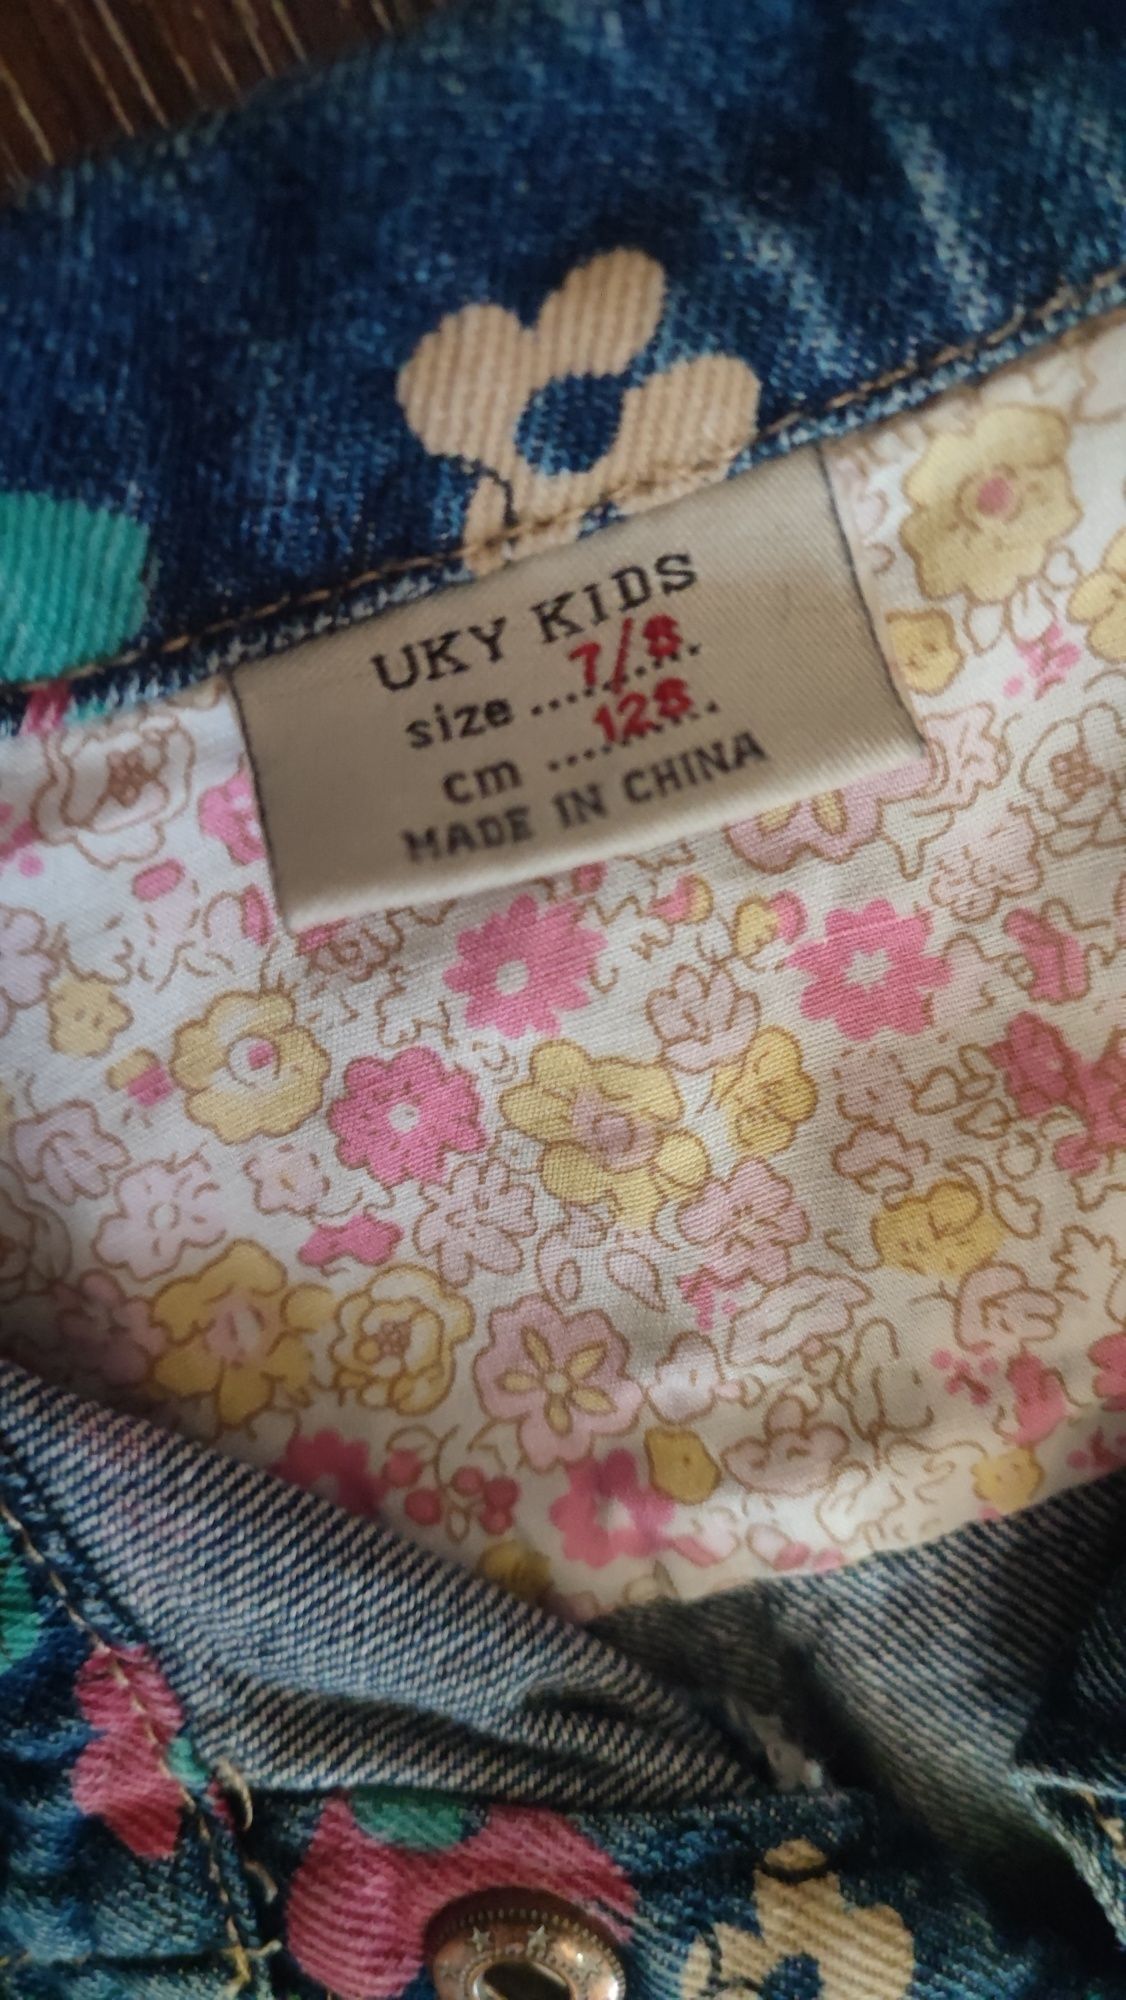 UKY KIDS
size ........7/8.
cm ........128.
MADE IN CHINA